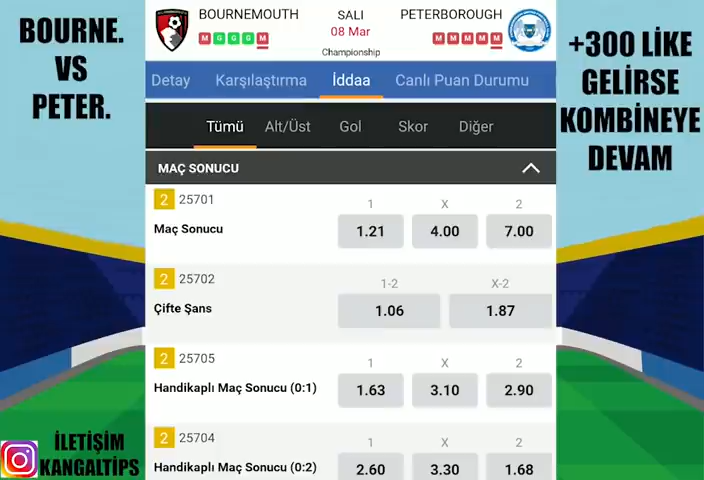 BOURNE.
VS
PETER.
BOURNEMOUTH
M G G G M
SALI
08 Mar
Championship
PETERBOROUGH
M M M M M
+300 LİKE
GELİRSE
KOMBİNEYE
DEVAM
Detay Karşılaştırma İddaa Canlı Puan Durumu
Tümü Alt/Üst Gol Skor Diğer
MAÇ SONUCU
2 25701
1 X 2
Maç Sonucu 1.21 4.00 7.00
2 25702
1-2 X-2
Çifte Şans 1.06 1.87
2 25705
1 X 2
Handikaplı Maç Sonucu (0:1) 1.63 3.10 2.90
2 25704
1 X 2
Handikaplı Maç Sonucu (0:2) 2.60 3.30 1.68
İLETİŞİM
KANGALTİPS